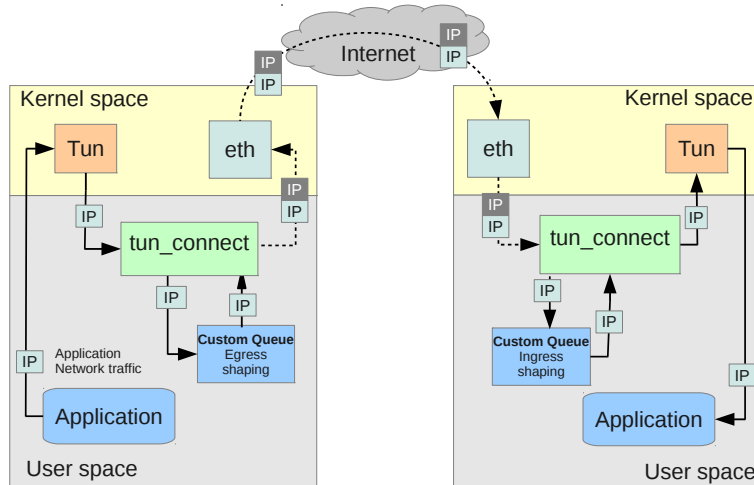 Internet
IP
IP
IP
IP
Kernel space
Tun
eth
IP
IP
IP
tun_connect
IP
IP
Custom Queue
Egress
shaping
IP
Application
Network traffic
Application
User space
Kernel space
eth
Tun
IP
IP
IP
tun_connect
IP
IP
Custom Queue
Ingress
shaping
IP
Application
User space